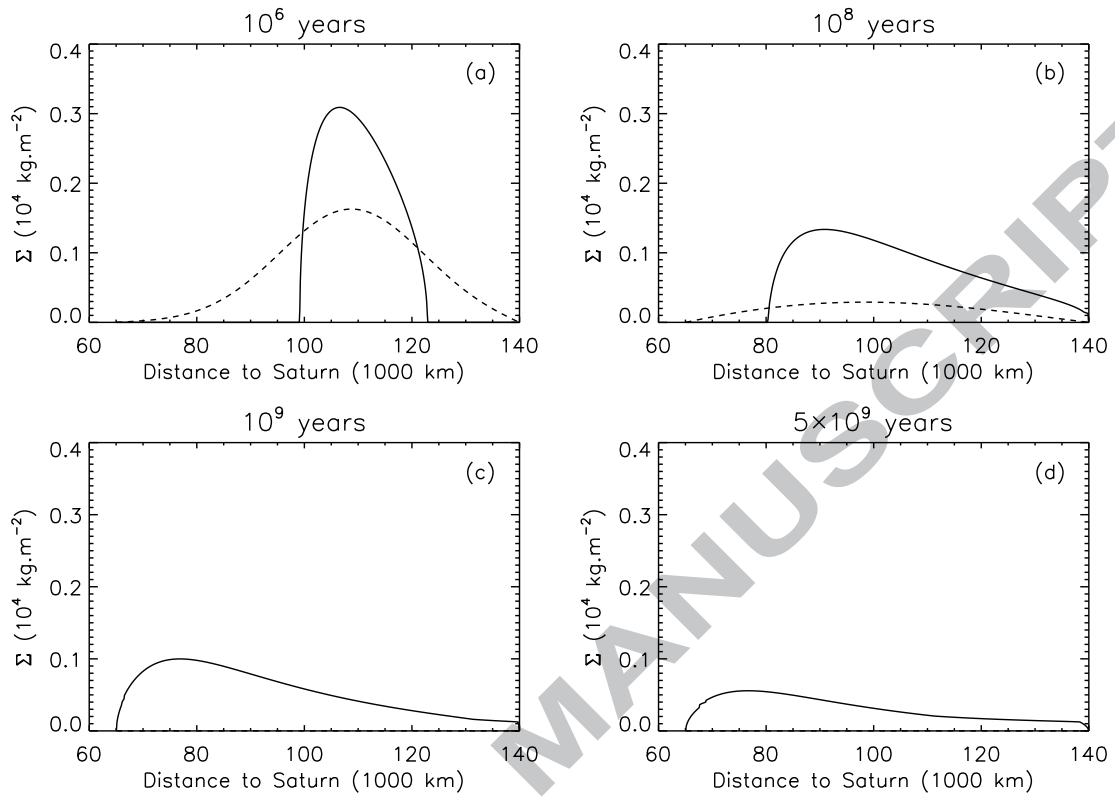 10⁶ years
(a)
0.4
0.3
0.2
0.1
0.0
Σ (10⁴ kg.m⁻²)
60 80 100 120 140
Distance to Saturn (1000 km)
10⁸ years
(b)
0.4
0.3
0.2
0.1
0.0
Σ (10⁴ kg.m⁻²)
60 80 100 120 140
Distance to Saturn (1000 km)
10⁹ years
(c)
0.4
0.3
0.2
0.1
0.0
Σ (10⁴ kg.m⁻²)
60 80 100 120 140
Distance to Saturn (1000 km)
5×10⁹ years
(d)
0.4
0.3
0.2
0.1
0.0
Σ (10⁴ kg.m⁻²)
60 80 100 120 140
Distance to Saturn (1000 km)
MANUSCRIPT